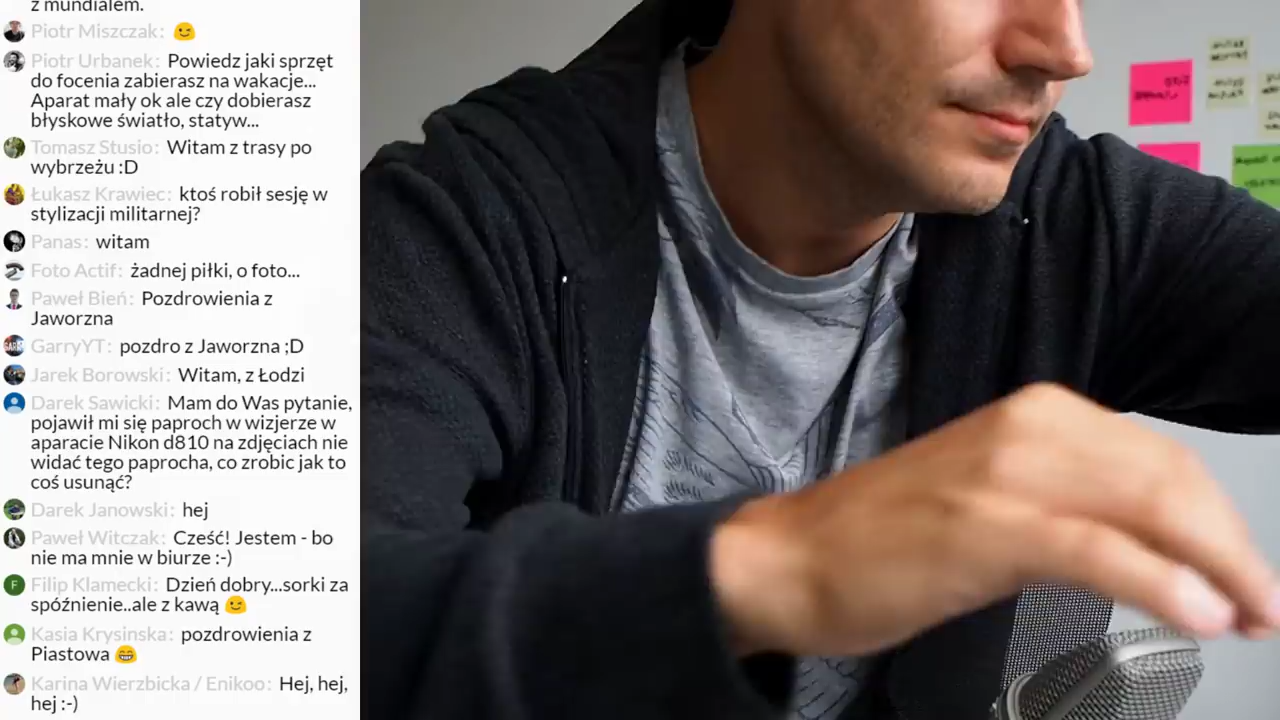 z mundialem.
Piotr Miszczak: 😉
Piotr Urbanek: Powiedz jaki sprzęt
do focenia zabierasz na wakacje...
Aparat mały ok ale czy dobierasz
błyskowe światło, statyw...
Tomasz Stusio: Witam z trasy po
wybrzeżu :D
Łukasz Krawiec: ktoś robił sesję w
stylizacji militarnej?
Panas: witam
Foto Actif: żadnej piłki, o foto...
Paweł Bień: Pozdrowienia z
Jaworzna
GarryYT: pozdro z Jaworzna ;D
Jarek Borowski: Witam, z Łodzi
Darek Sawicki: Mam do Was pytanie,
pojawił mi się paproch w wizjerze w
aparacie Nikon d810 na zdjęciach nie
widać tego paprocha, co zrobic jak to
coś usunąć?
Darek Janowski: hej
Paweł Witczak: Cześć! Jestem - bo
nie ma mnie w biurze :-)
Filip Klamecki: Dzień dobry...sorki za
spóźnienie..ale z kawą 😉
Kasia Krysinska: pozdrowienia z
Piastowa 😁
Karina Wierzbicka / Enikoo: Hej, hej,
hej :-)